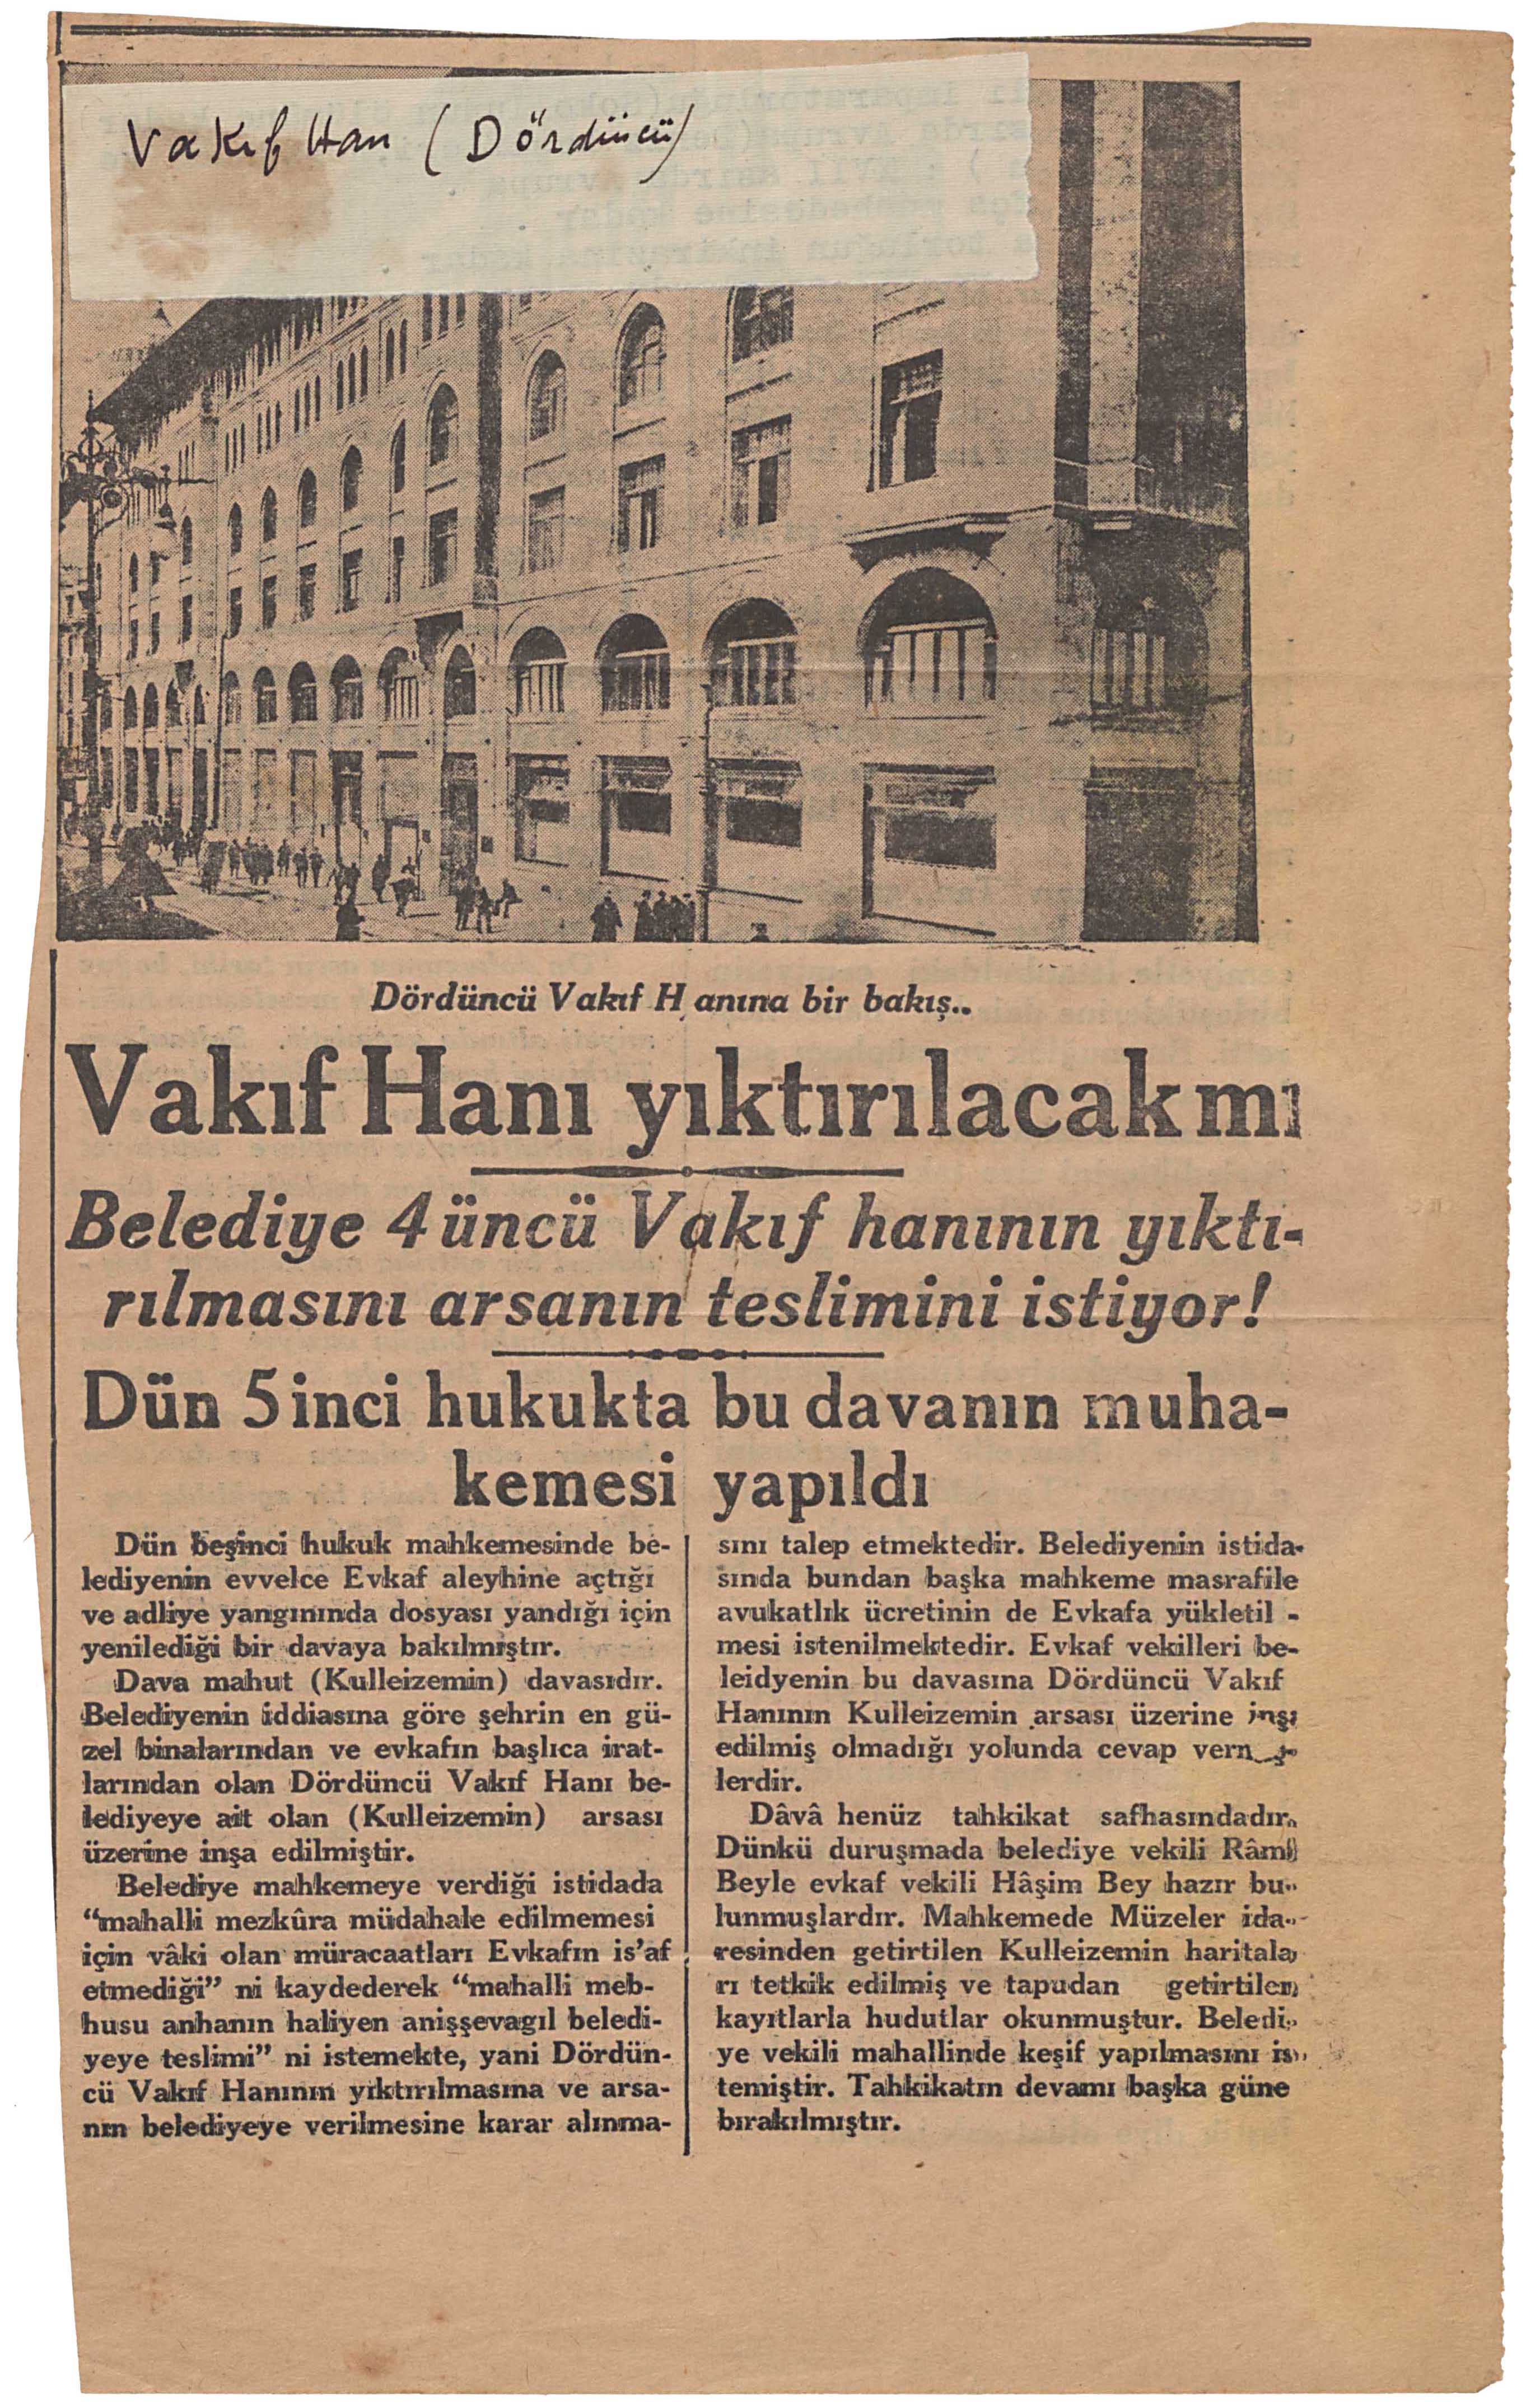 Vakıf Han (Dördüncü)
Dördüncü Vakıf Hanına bir bakış..
Vakıf Hanı yıktırılacak mı
Belediye 4 üncü Vakıf hanının yıktı-
rılmasını arsanın teslimini istiyor!
Dün 5 inci hukukta bu davanın muha-
kemesi yapıldı
Dün beşinci hukuk mahkemesinde be-
lediyenin evvelce Evkaf aleyhine açtığı
ve adliye yangınında dosyası yandığı için
yenilediği bir davaya bakılmıştır.
Dava mahut (Kulleizemin) davasıdır.
Belediyenin iddiasına göre şehrin en gü-
zel binalarından ve evkafın başlıca irat-
larından olan Dördüncü Vakıf Hanı be-
lediyeye ait olan (Kulleizemin) arsası
üzerine inşa edilmiştir.
Belediye mahkemeye verdiği istidada
“mahalli mezkûra müdahale edilmemesi
için vâki olan müracaatları Evkafın is’af
etmediği” ni kaydederek “mahalli meb-
husu anhanın haliyen anişşevagıl beledi-
yeye teslimi” ni istemekte, yani Dördün-
cü Vakıf Hanının yıktırılmasına ve arsa-
nın belediyeye verilmesine karar alınma-
sını talep etmektedir. Belediyenin istida-
sında bundan başka mahkeme masrafile
avukatlık ücretinin de Evkafa yükletil -
mesi istenilmektedir. Evkaf vekilleri be-
leidyenin bu davasına Dördüncü Vakıf
Hanının Kulleizemin arsası üzerine inşa
edilmiş olmadığı yolunda cevap
lerdir.
Dâvâ henüz tahkikat safhasındadır.
Dünkü duruşmada belediye vekili Râmi
Beyle evkaf vekili Hâşim Bey hazır bu-
lunmuşlardır. Mahkemede Müzeler ida-
resinden getirtilen Kulleizemin haritala
rı tetkik edilmiş ve tapudan getirtilen
kayıtlarla hudutlar okunmuştur. Beledi-
ye vekili mahallinde keşif yapılmasını is-
temiştir. Tahkikatın devamı başka güne
bırakılmıştır.